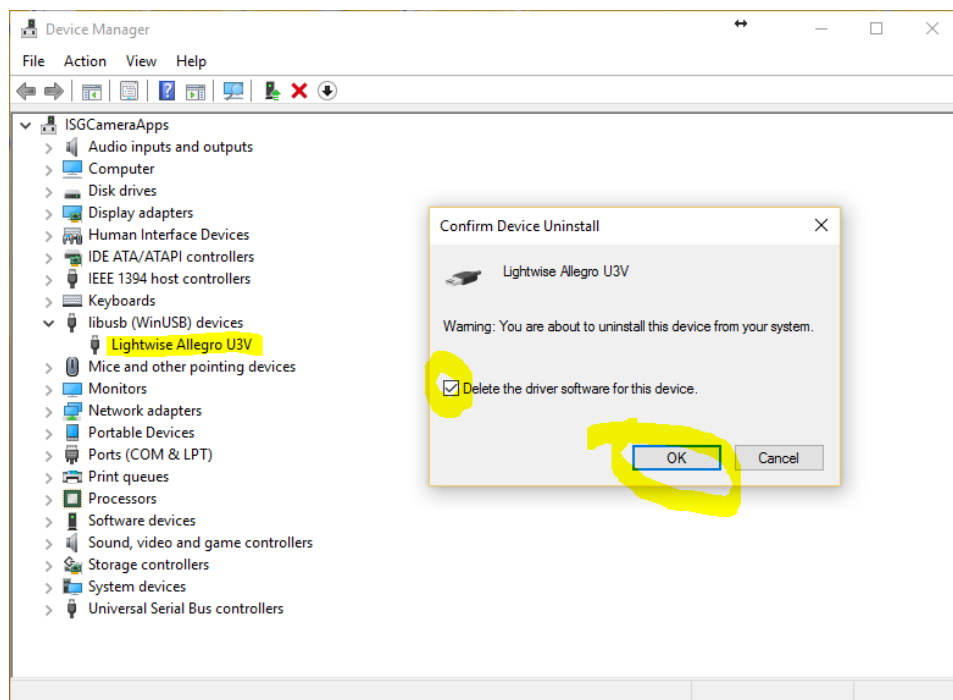 Device Manager
File Action View Help
ISGCameraApps
Audio inputs and outputs
Computer
Disk drives
Display adapters
Human Interface Devices
IDE ATA/ATAPI controllers
IEEE 1394 host controllers
Keyboards
libusb (WinUSB) devices
Lightwise Allegro U3V
Mice and other pointing devices
Monitors
Network adapters
Portable Devices
Ports (COM & LPT)
Print queues
Processors
Software devices
Sound, video and game controllers
Storage controllers
System devices
Universal Serial Bus controllers
Confirm Device Uninstall
Lightwise Allegro U3V
Warning: You are about to uninstall this device from your system.
Delete the driver software for this device.
OK Cancel